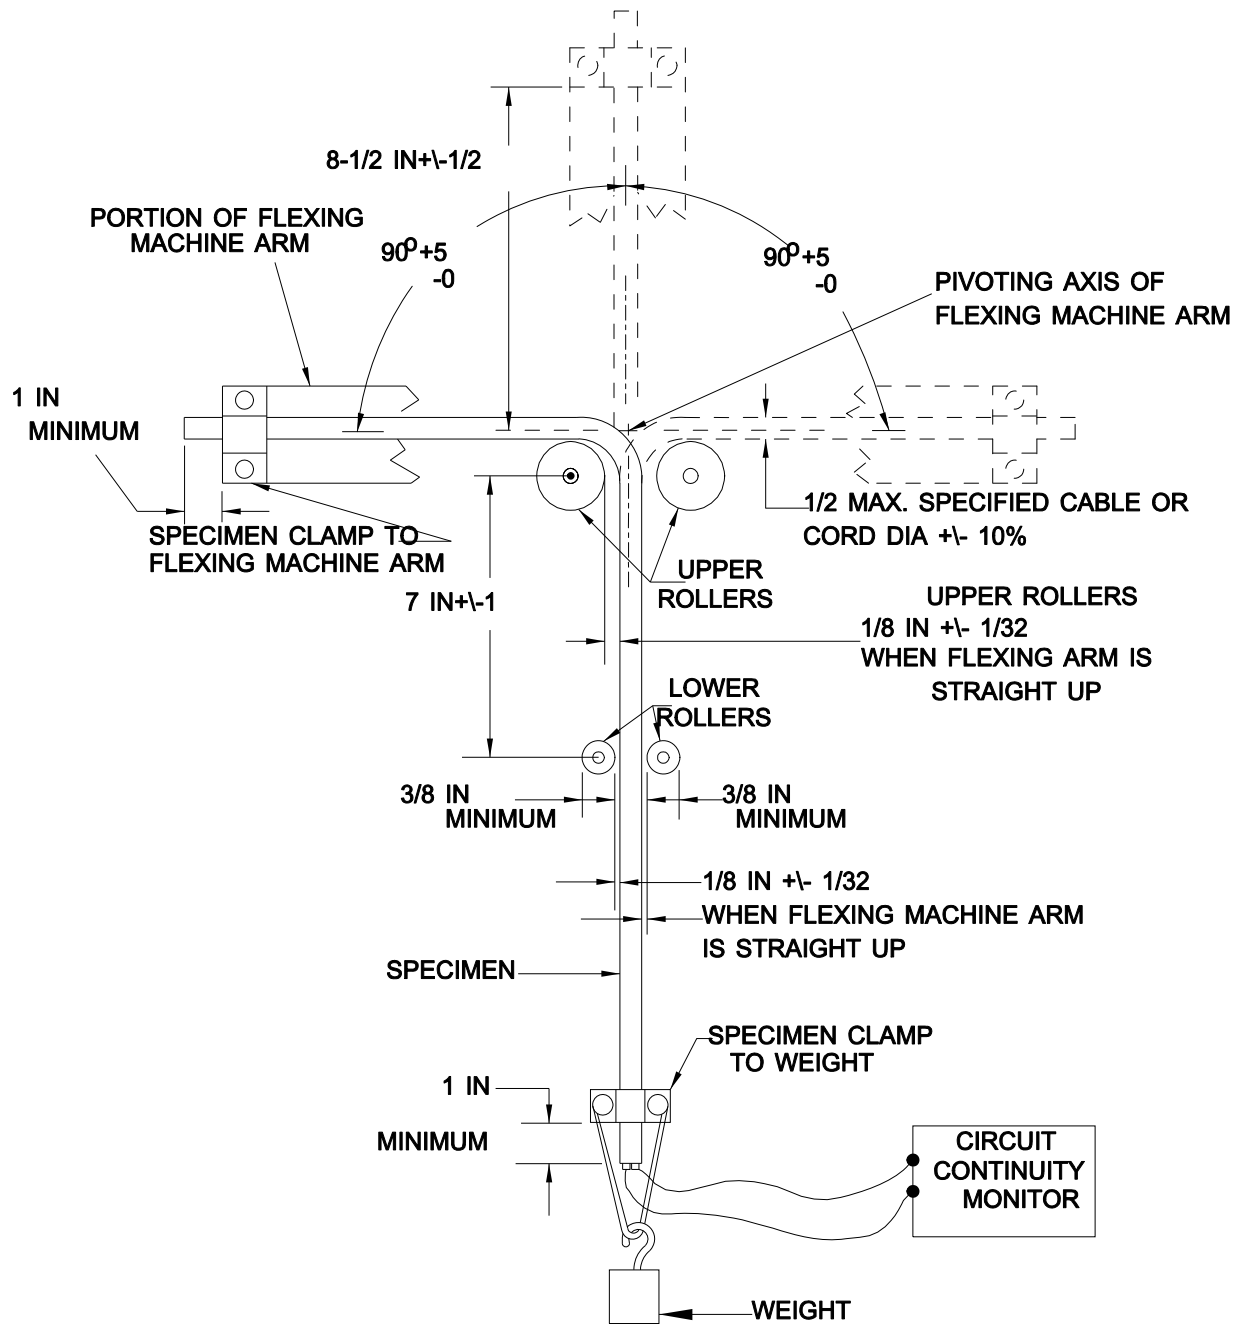 8-1/2 IN+\-1/2
PORTION OF FLEXING
MACHINE ARM
90°+5
-0
90°+5
-0
PIVOTING AXIS OF
FLEXING MACHINE ARM
1 IN
MINIMUM
SPECIMEN CLAMP TO
FLEXING MACHINE ARM
1/2 MAX. SPECIFIED CABLE OR
CORD DIA +\- 10%
7 IN+\-1
UPPER
ROLLERS
UPPER ROLLERS
1/8 IN +\- 1/32
WHEN FLEXING ARM IS
STRAIGHT UP
LOWER
ROLLERS
3/8 IN
MINIMUM
3/8 IN
MINIMUM
1/8 IN +\- 1/32
WHEN FLEXING MACHINE ARM
IS STRAIGHT UP
SPECIMEN
SPECIMEN CLAMP
TO WEIGHT
1 IN
MINIMUM
CIRCUIT
CONTINUITY
MONITOR
WEIGHT